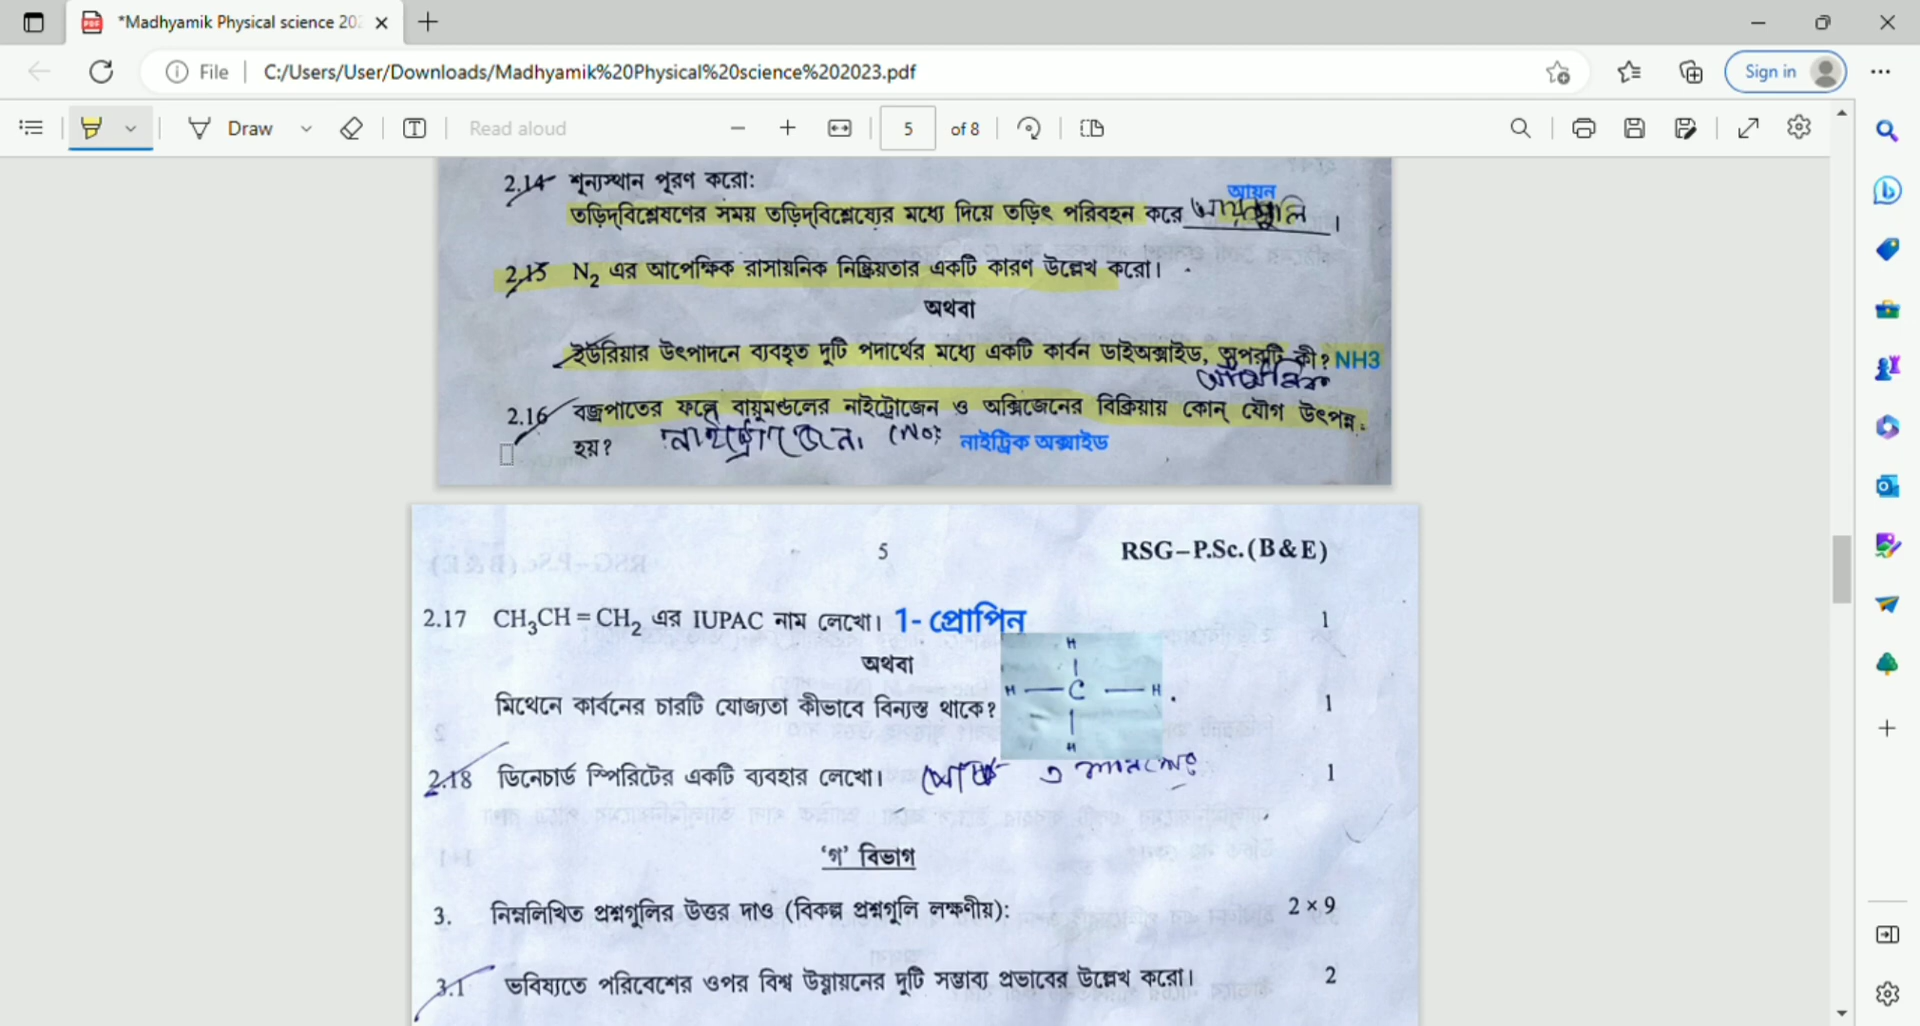 *Madhyamik Physical science 202
File
C:/Users/User/Downloads/Madhyamik%20Physical%20science%202023.pdf
Sign in
Draw
Read aloud
5 of 8
2.14 শূন্যস্থান পূরণ করো:
আয়ন
তড়িদ্‌বিশ্লেষণের সময় তড়িদ্‌বিশ্লেষ্যের মধ্যে দিয়ে তড়িৎ পরিবহন করে ।
2.15 N₂ এর আপেক্ষিক রাসায়নিক নিষ্ক্রিয়তার একটি কারণ উল্লেখ করো।
অথবা
ইউরিয়ার উৎপাদনে ব্যবহৃত দুটি পদার্থের মধ্যে একটি কার্বন ডাইঅক্সাইড, অপরটি কী? NH3
2.16 বজ্রপাতের ফলে বায়ুমণ্ডলের নাইট্রোজেন ও অক্সিজেনের বিক্রিয়ায় কোন্ যৌগ উৎপন্ন
হয়? নাইট্রোজেন। (NO) নাইট্রিক অক্সাইড
5 RSG–P.Sc.(B&E)
2.17 CH₃CH = CH₂ এর IUPAC নাম লেখো। 1- প্রোপিন 1
H
অথবা
H — C — H
মিথেনে কার্বনের চারটি যোজ্যতা কীভাবে বিন্যস্ত থাকে? 1
H
2.18 ডিনেচার্ড স্পিরিটের একটি ব্যবহার লেখো। 1
‘গ’ বিভাগ
3. নিম্নলিখিত প্রশ্নগুলির উত্তর দাও (বিকল্প প্রশ্নগুলি লক্ষণীয়): 2 × 9
3.1 ভবিষ্যতে পরিবেশের ওপর বিশ্ব উষ্ণায়নের দুটি সম্ভাব্য প্রভাবের উল্লেখ করো। 2